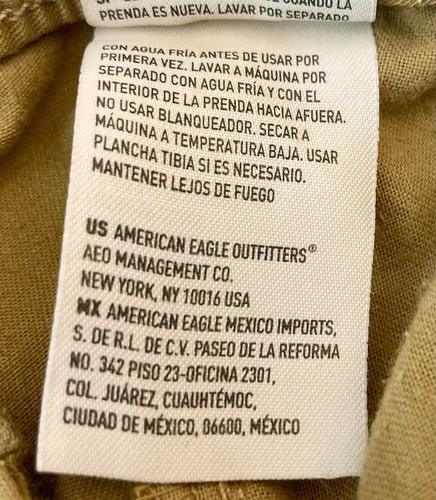 PRENDA ES NUEVA. LAVAR POR SEPARADO
CON AGUA FRÍA ANTES DE USAR POR
PRIMERA VEZ. LAVAR A MÁQUINA POR
SEPARADO CON AGUA FRÍA Y CON EL
INTERIOR DE LA PRENDA HACIA AFUERA.
NO USAR BLANQUEADOR. SECAR A
MÁQUINA A TEMPERATURA BAJA. USAR
PLANCHA TIBIA SI ES NECESARIO.
MANTENER LEJOS DE FUEGO
US AMERICAN EAGLE OUTFITTERS®
AEO MANAGEMENT CO.
NEW YORK, NY 10016 USA
MX AMERICAN EAGLE MEXICO IMPORTS,
S. DE R.L. DE C.V. PASEO DE LA REFORMA
NO. 342 PISO 23-OFICINA 2301,
COL. JUÁREZ, CUAUHTÉMOC,
CIUDAD DE MÉXICO, 06600, MÉXICO